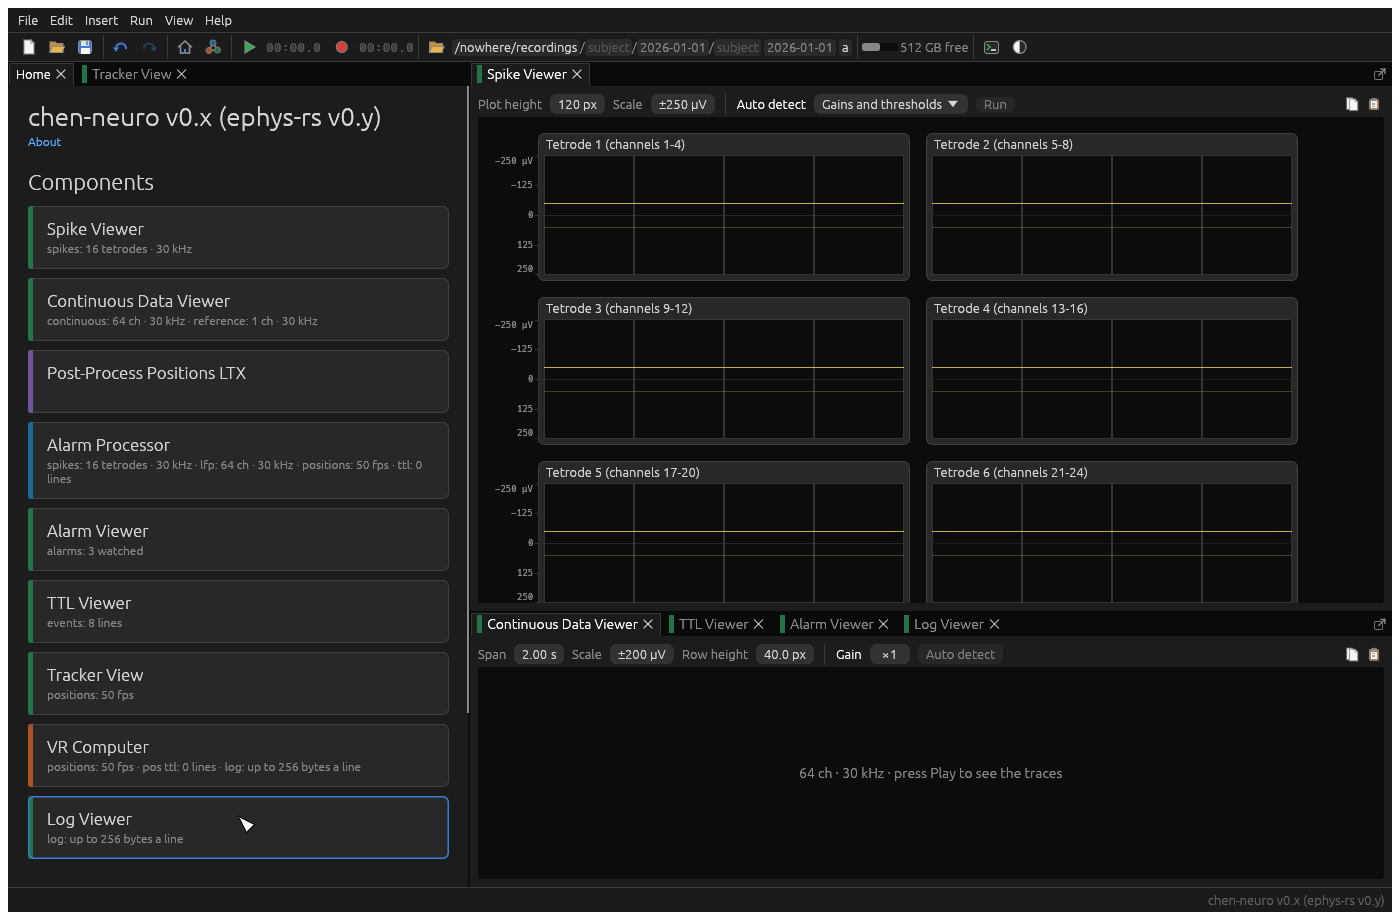 File Edit Insert Run View Help
00:00.0 00:00.0 /nowhere/recordings/subject/2026-01-01/subject 2026-01-01 a 512 GB free
Home Tracker View
chen-neuro v0.x (ephys-rs v0.y)
About
Components
Spike Viewer
spikes: 16 tetrodes · 30 kHz
Continuous Data Viewer
continuous: 64 ch · 30 kHz · reference: 1 ch · 30 kHz
Post-Process Positions LTX
Alarm Processor
spikes: 16 tetrodes · 30 kHz · lfp: 64 ch · 30 kHz · positions: 50 fps · ttl: 0
lines
Alarm Viewer
alarms: 3 watched
TTL Viewer
events: 8 lines
Tracker View
positions: 50 fps
VR Computer
positions: 50 fps · pos ttl: 0 lines · log: up to 256 bytes a line
Log Viewer
log: up to 256 bytes a line
Spike Viewer
Plot height 120 px Scale ±250 µV Auto detect Gains and thresholds Run
Tetrode 1 (channels 1-4) Tetrode 2 (channels 5-8)
−250 µV
−125
0
125
250
Tetrode 3 (channels 9-12) Tetrode 4 (channels 13-16)
−250 µV
−125
0
125
250
Tetrode 5 (channels 17-20) Tetrode 6 (channels 21-24)
−250 µV
−125
0
125
250
Continuous Data Viewer TTL Viewer Alarm Viewer Log Viewer
Span 2.00 s Scale ±200 µV Row height 40.0 px Gain ×1 Auto detect
64 ch · 30 kHz · press Play to see the traces
chen-neuro v0.x (ephys-rs v0.y)